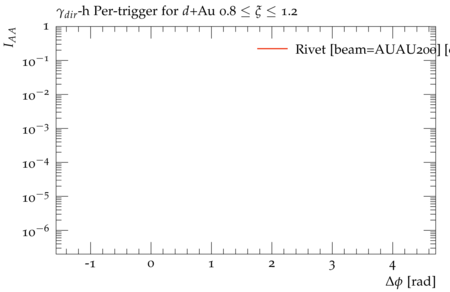 γdir-h Per-trigger for d+Au 0.8 ≤ ξ ≤ 1.2
I_AA
1
10^−1
10^−2
10^−3
10^−4
10^−5
10^−6
Rivet [beam=AUAU200] [
-1 0 1 2 3 4
Δϕ [rad]